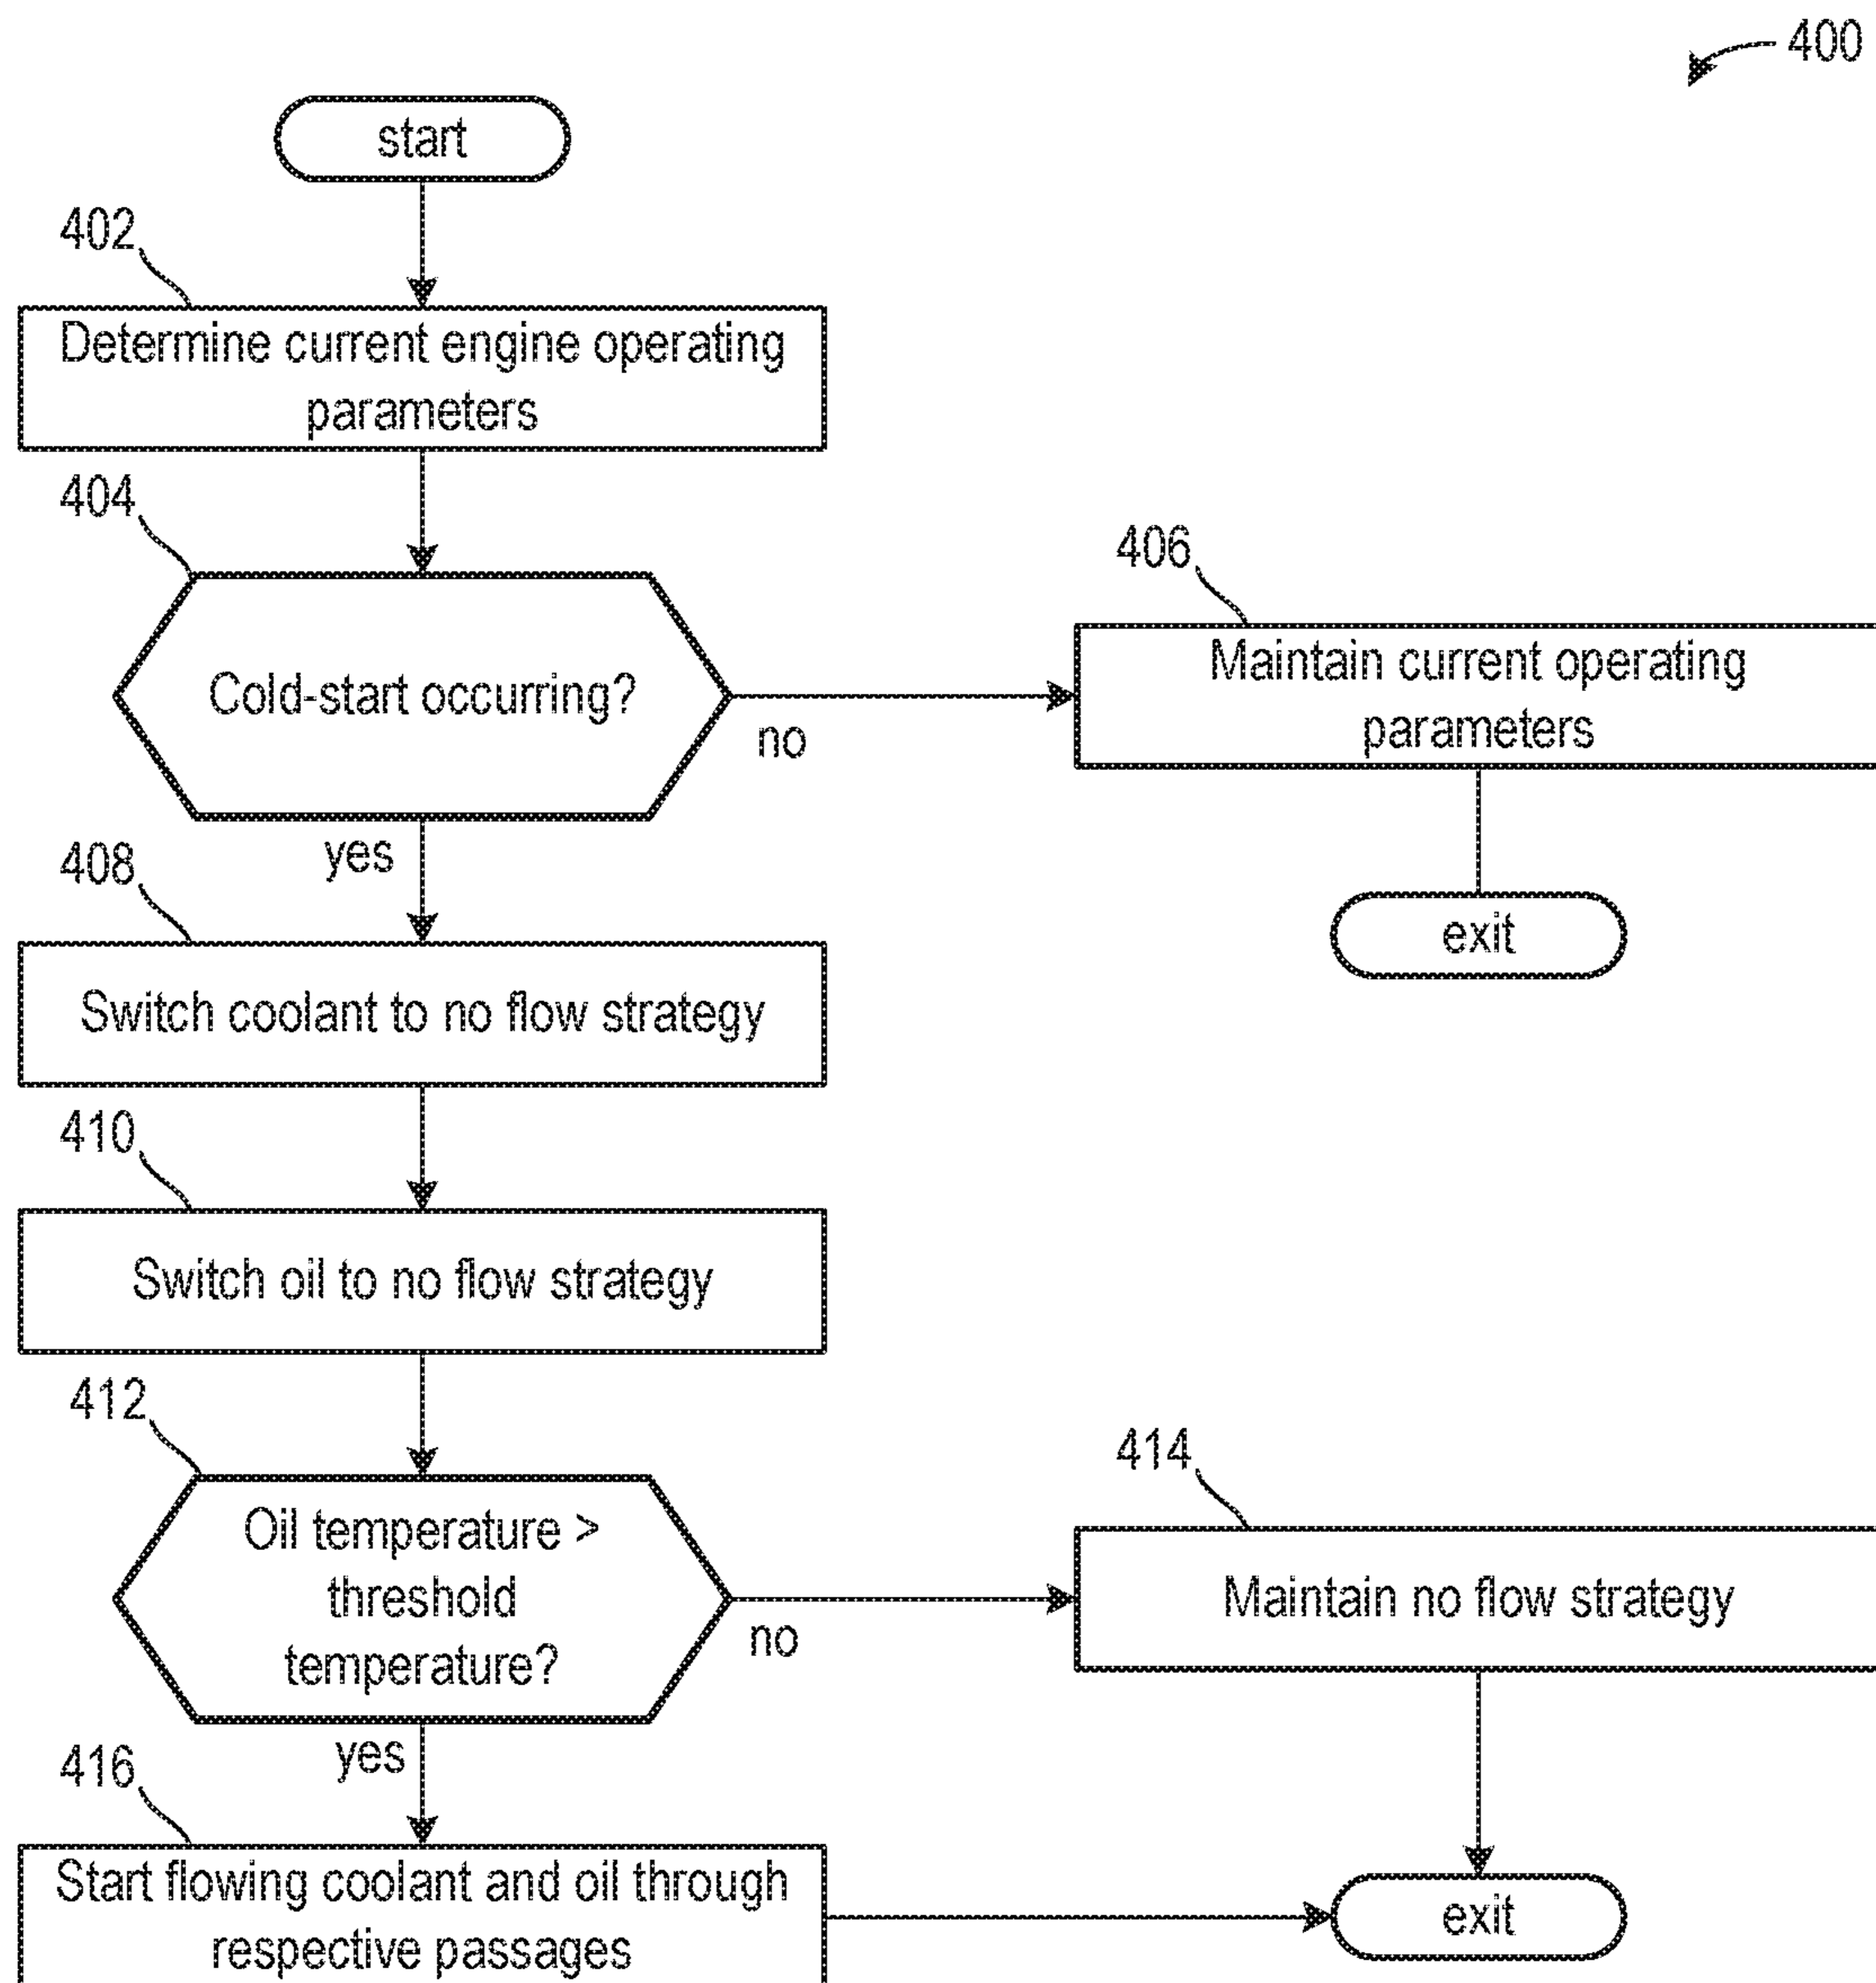 400
start
402
Determine current engine operating
parameters
404
Cold-start occurring?
no
406
Maintain current operating
parameters
exit
yes
408
Switch coolant to no flow strategy
410
Switch oil to no flow strategy
412
Oil temperature >
threshold
temperature?
no
414
Maintain no flow strategy
yes
416
Start flowing coolant and oil through
respective passages
exit